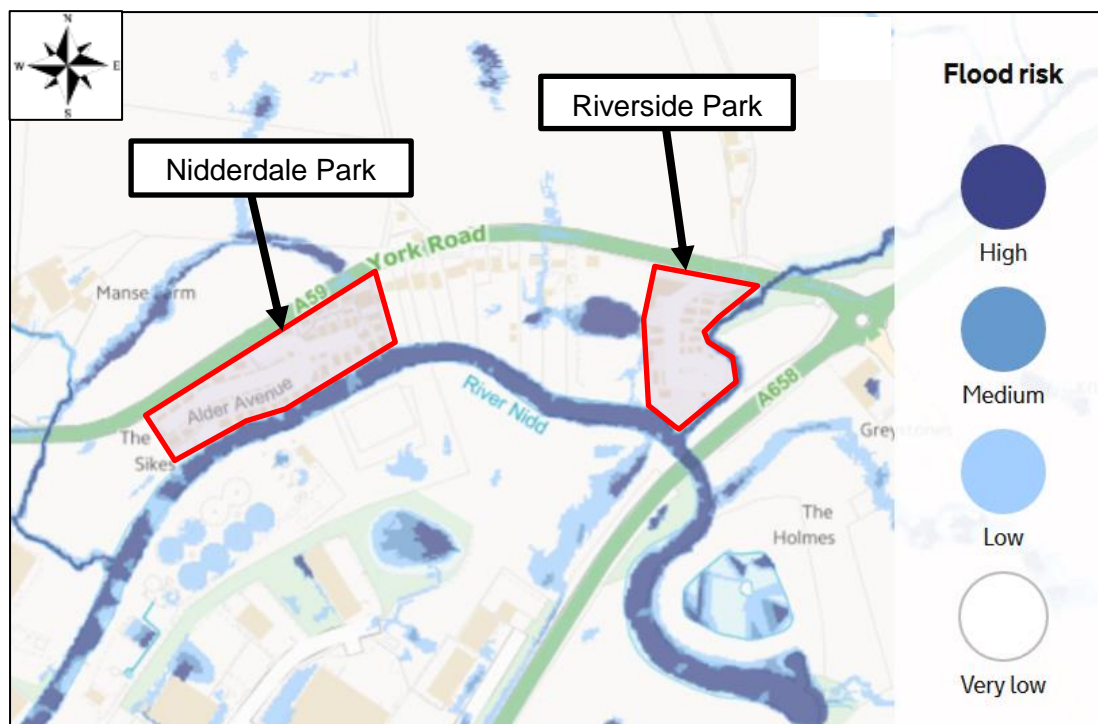 N
W
E
S
Riverside Park
Nidderdale Park
Flood risk
High
Medium
Low
Very low
York Road
A59
Manse Farm
Alder Avenue
The
Sikes
River Nidd
A658
The
Holmes